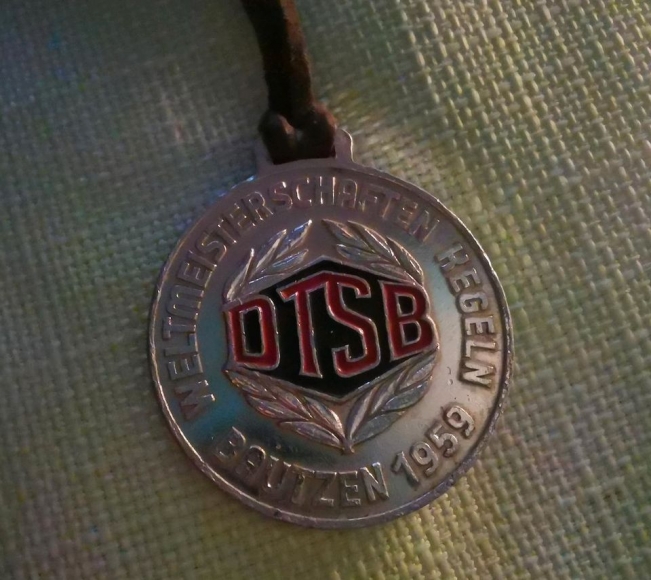 WELTMEISTERSCHAFTEN KEGELN
DTSB
BAUTZEN 1959